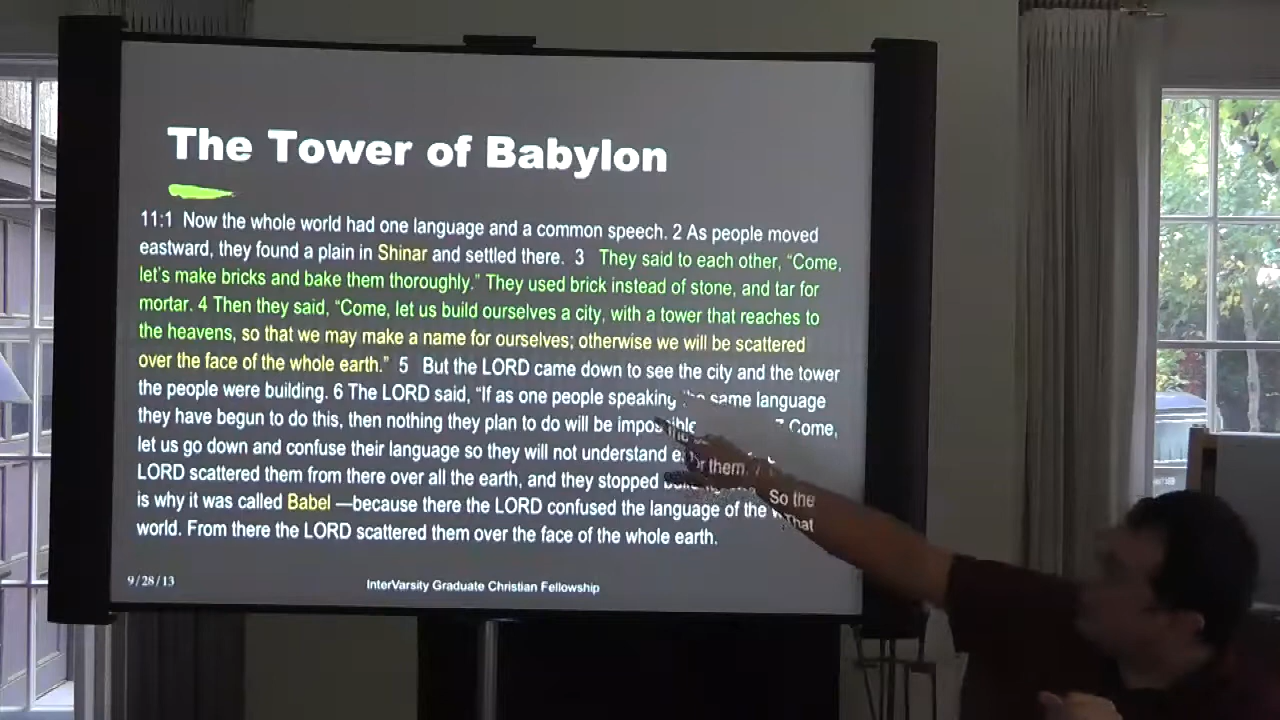 The Tower of Babylon
11:1 Now the whole world had one language and a common speech. 2 As people moved
eastward, they found a plain in Shinar and settled there. 3 They said to each other, “Come,
let’s make bricks and bake them thoroughly.” They used brick instead of stone, and tar for
mortar. 4 Then they said, “Come, let us build ourselves a city, with a tower that reaches to
the heavens, so that we may make a name for ourselves; otherwise we will be scattered
over the face of the whole earth.” 5 But the LORD came down to see the city and the tower
the people were building. 6 The LORD said, “If as one people speaking same language
they have begun to do this, then nothing they plan to do will be for them. 7 Come,
let us go down and confuse their language so they will not understand So the
LORD scattered them from there over all the earth, and they stopped That
is why it was called Babel —because there the LORD confused the language of the
world. From there the LORD scattered them over the face of the whole earth.
9/28/13 InterVarsity Graduate Christian Fellowship